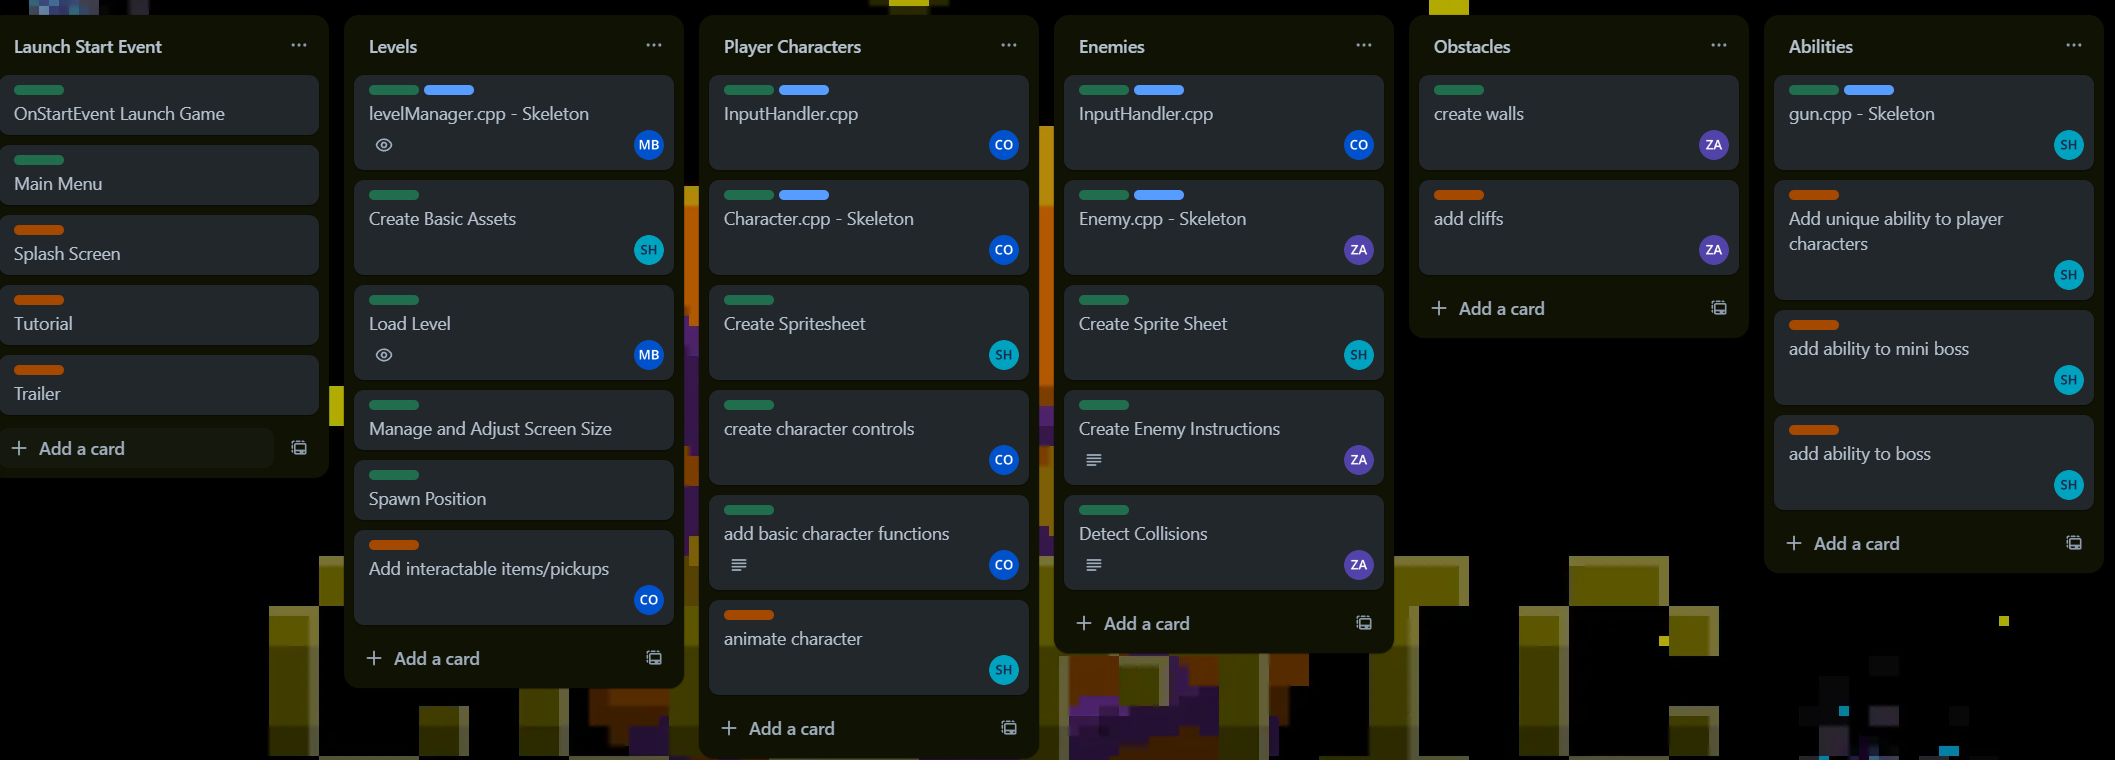 Launch Start Event
OnStartEvent Launch Game
Main Menu
Splash Screen
Tutorial
Trailer
Add a card
Levels
levelManager.cpp - Skeleton
MB
Create Basic Assets
SH
Load Level
MB
Manage and Adjust Screen Size
Spawn Position
Add interactable items/pickups
CO
Add a card
Player Characters
InputHandler.cpp
CO
Character.cpp - Skeleton
CO
Create Spritesheet
SH
create character controls
CO
add basic character functions
CO
animate character
SH
Add a card
Enemies
InputHandler.cpp
CO
Enemy.cpp - Skeleton
ZA
Create Sprite Sheet
SH
Create Enemy Instructions
ZA
Detect Collisions
ZA
Add a card
Obstacles
create walls
ZA
add cliffs
ZA
Add a card
Abilities
gun.cpp - Skeleton
SH
Add unique ability to player
characters
SH
add ability to mini boss
SH
add ability to boss
SH
Add a card